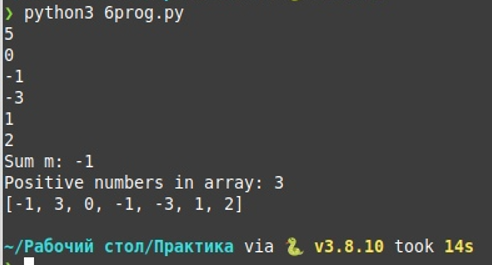 ❯ python3 6prog.py
5
0
-1
-3
1
2
Sum m: -1
Positive numbers in array: 3
[-1, 3, 0, -1, -3, 1, 2]
~/Рабочий стол/Практика via 🐍 v3.8.10 took 14s